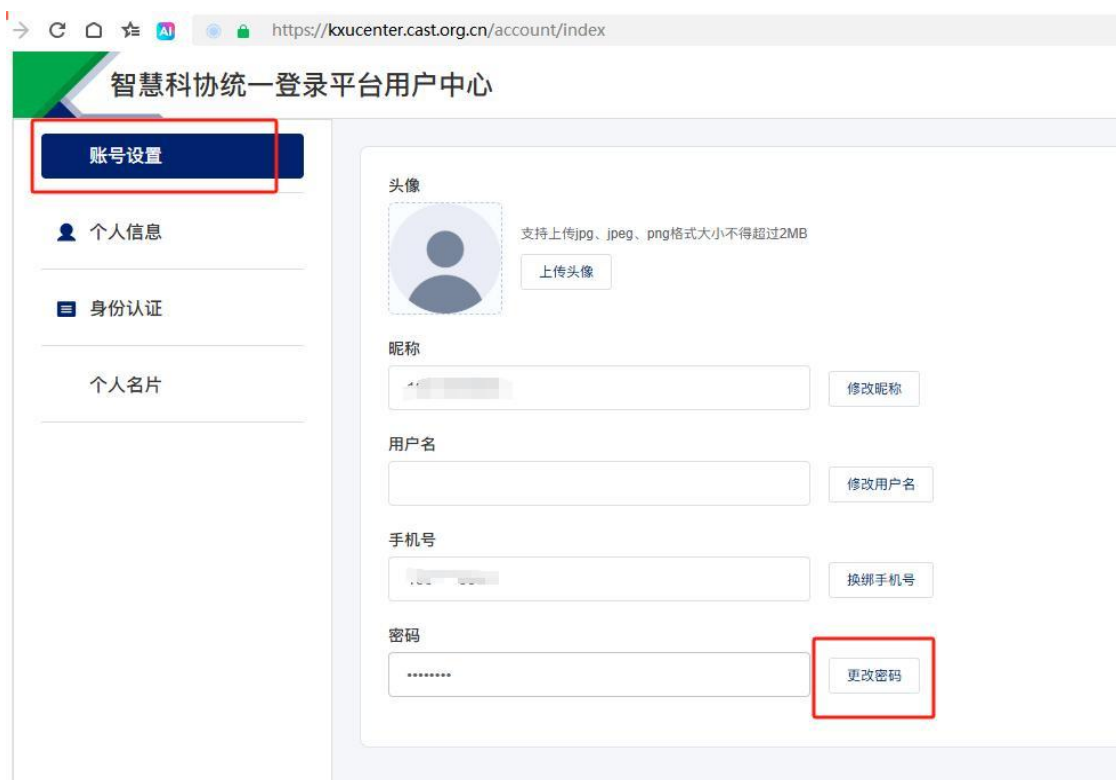 AI
https://kxucenter.cast.org.cn/account/index
智慧科协统一登录平台用户中心
账号设置
个人信息
身份认证
个人名片
头像
支持上传jpg、jpeg、png格式大小不得超过2MB
上传头像
昵称
修改昵称
用户名
修改用户名
手机号
换绑手机号
密码
••••••••
更改密码